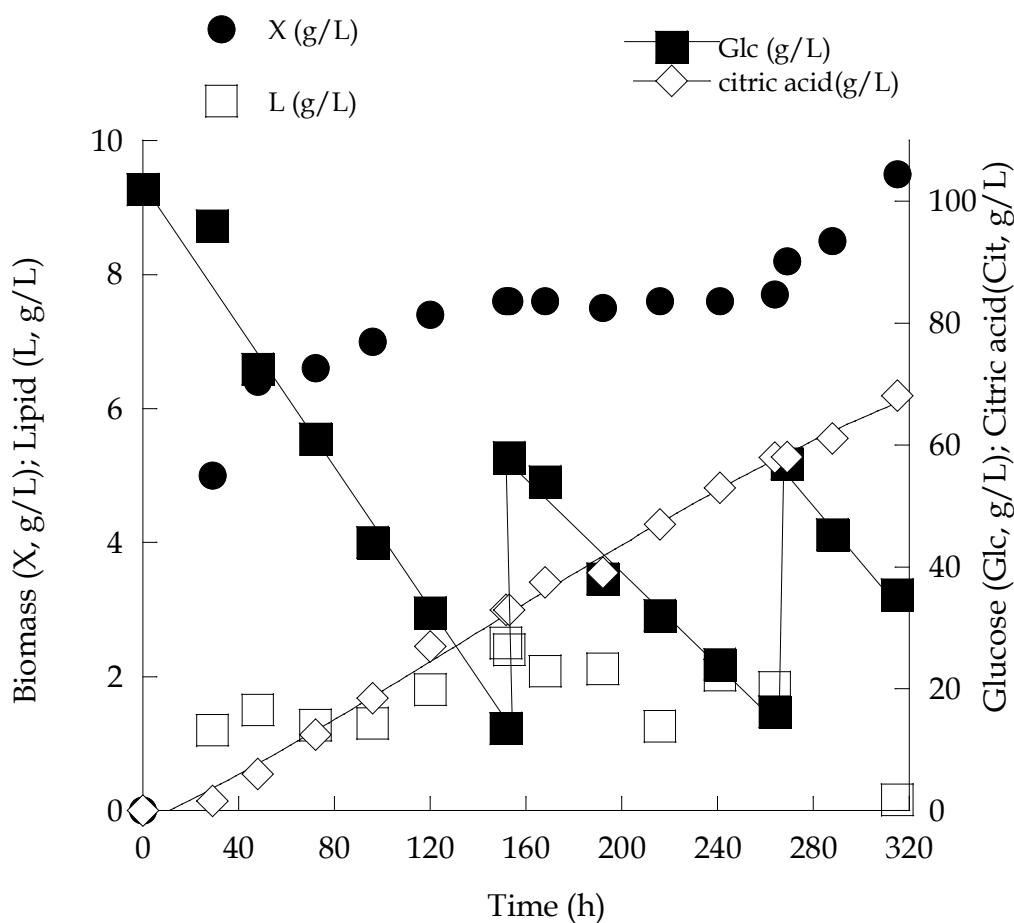 X (g/L)
Glc (g/L)
citric acid(g/L)
L (g/L)
Biomass (X, g/L); Lipid (L, g/L)
10
8
6
4
2
0
Glucose (Glc, g/L); Citric acid(Cit, g/L)
100
80
60
40
20
0
0 40 80 120 160 200 240 280 320
Time (h)